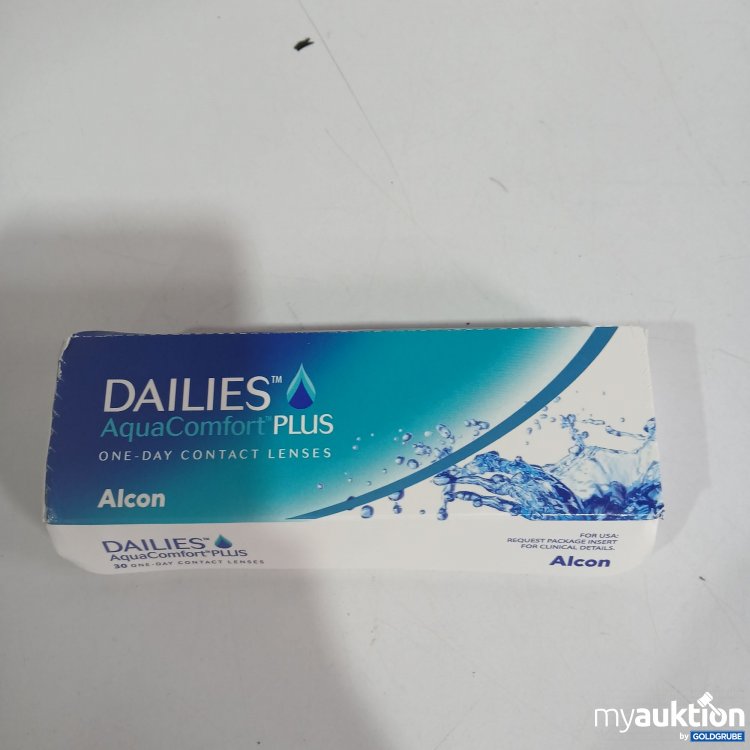 DAILIES™
AquaComfort™ PLUS
ONE-DAY CONTACT LENSES
Alcon
DAILIES™
AquaComfort™ PLUS
30 ONE-DAY CONTACT LENSES
FOR USA:
REQUEST PACKAGE INSERT
FOR CLINICAL DETAILS.
Alcon
myauktion
by GOLDGRUBE